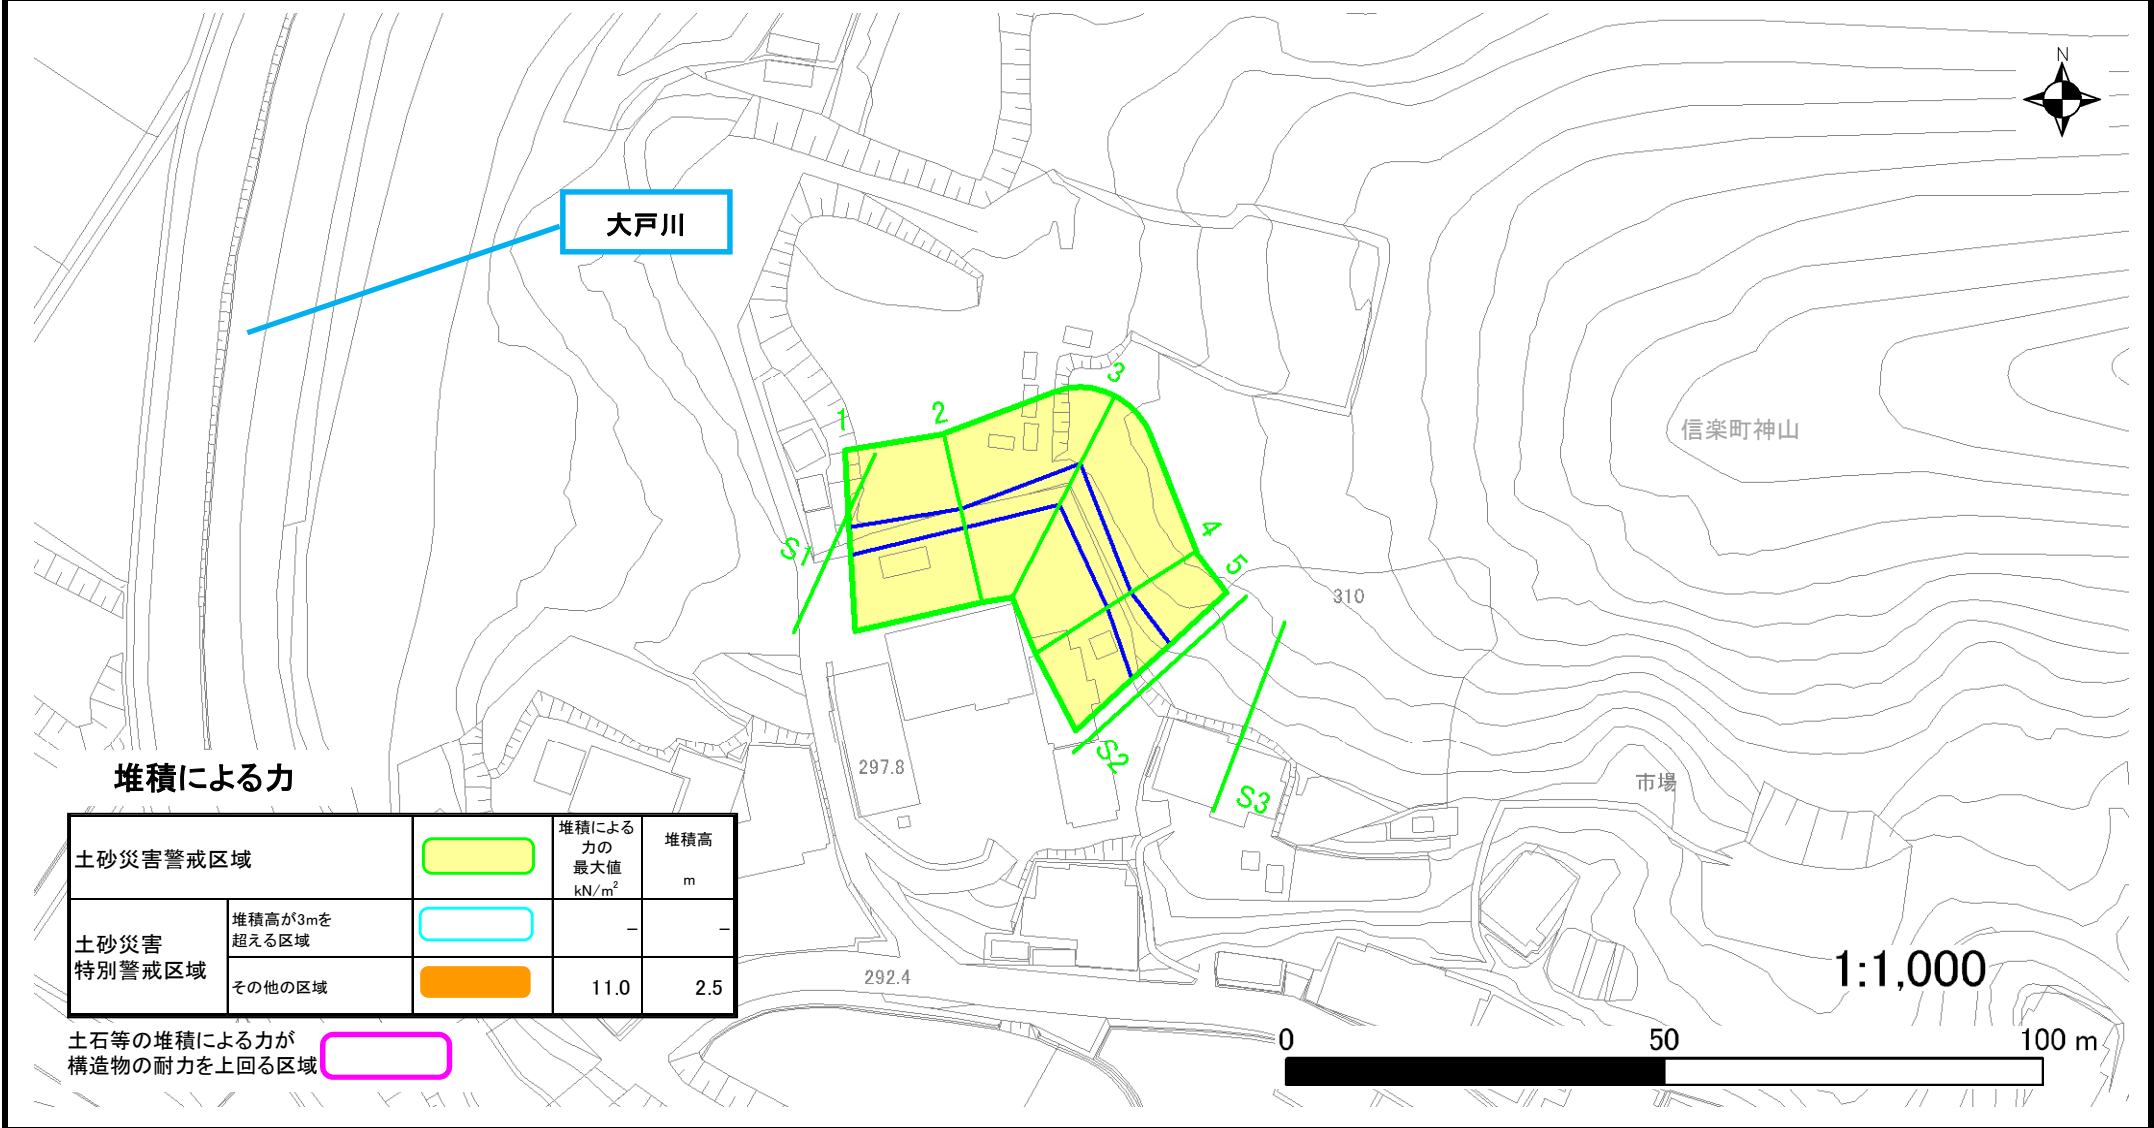 N
大戸川
3
2
1
信楽町神山
4
S1
5
310
S2
297.8
市場
S3
堆積による力
土砂災害警戒区域
堆積による
力の
最大値
kN/m²
堆積高
m
土砂災害
特別警戒区域
堆積高が3mを
超える区域
－
－
その他の区域
11.0
2.5
292.4
1:1,000
土石等の堆積による力が
構造物の耐力を上回る区域
0 50 100 m